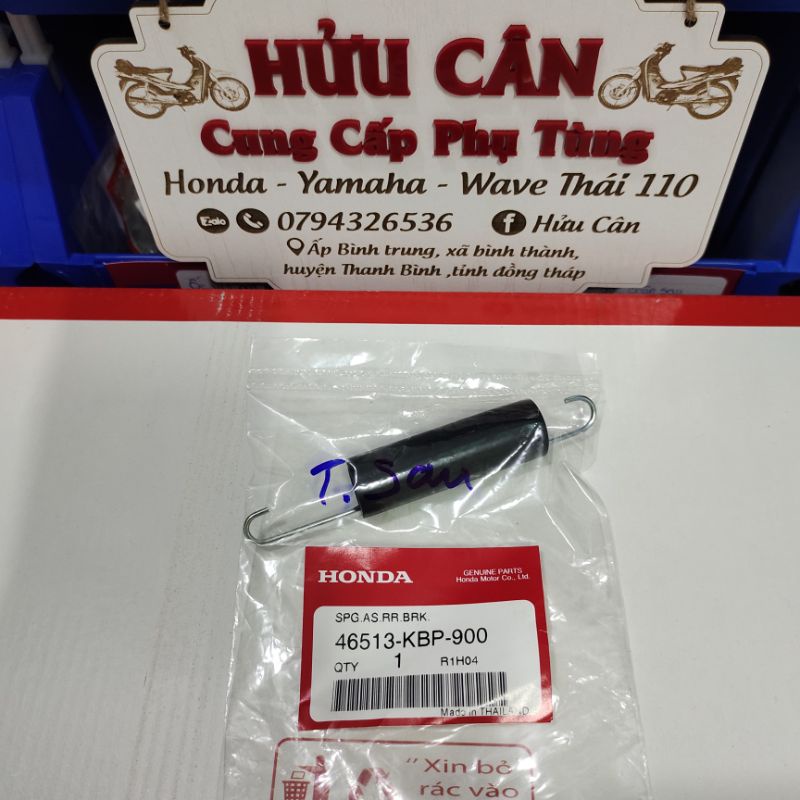 HỬU CÂN
Cung Cấp Phụ Tùng
Honda - Yamaha - Wave Thái 110
Zalo 0794326536 f Hửu Cân
Ấp Bình trung, xã bình thành,
huyện Thanh Bình ,tỉnh đồng tháp
T. Sau
HONDA
GENUINE PARTS
Honda Motor Co., Ltd.
SPG.AS.RR.BRK.
46513-KBP-900
QTY 1 R1H04
Made in THAILAND
“Xin bỏ
rác vào